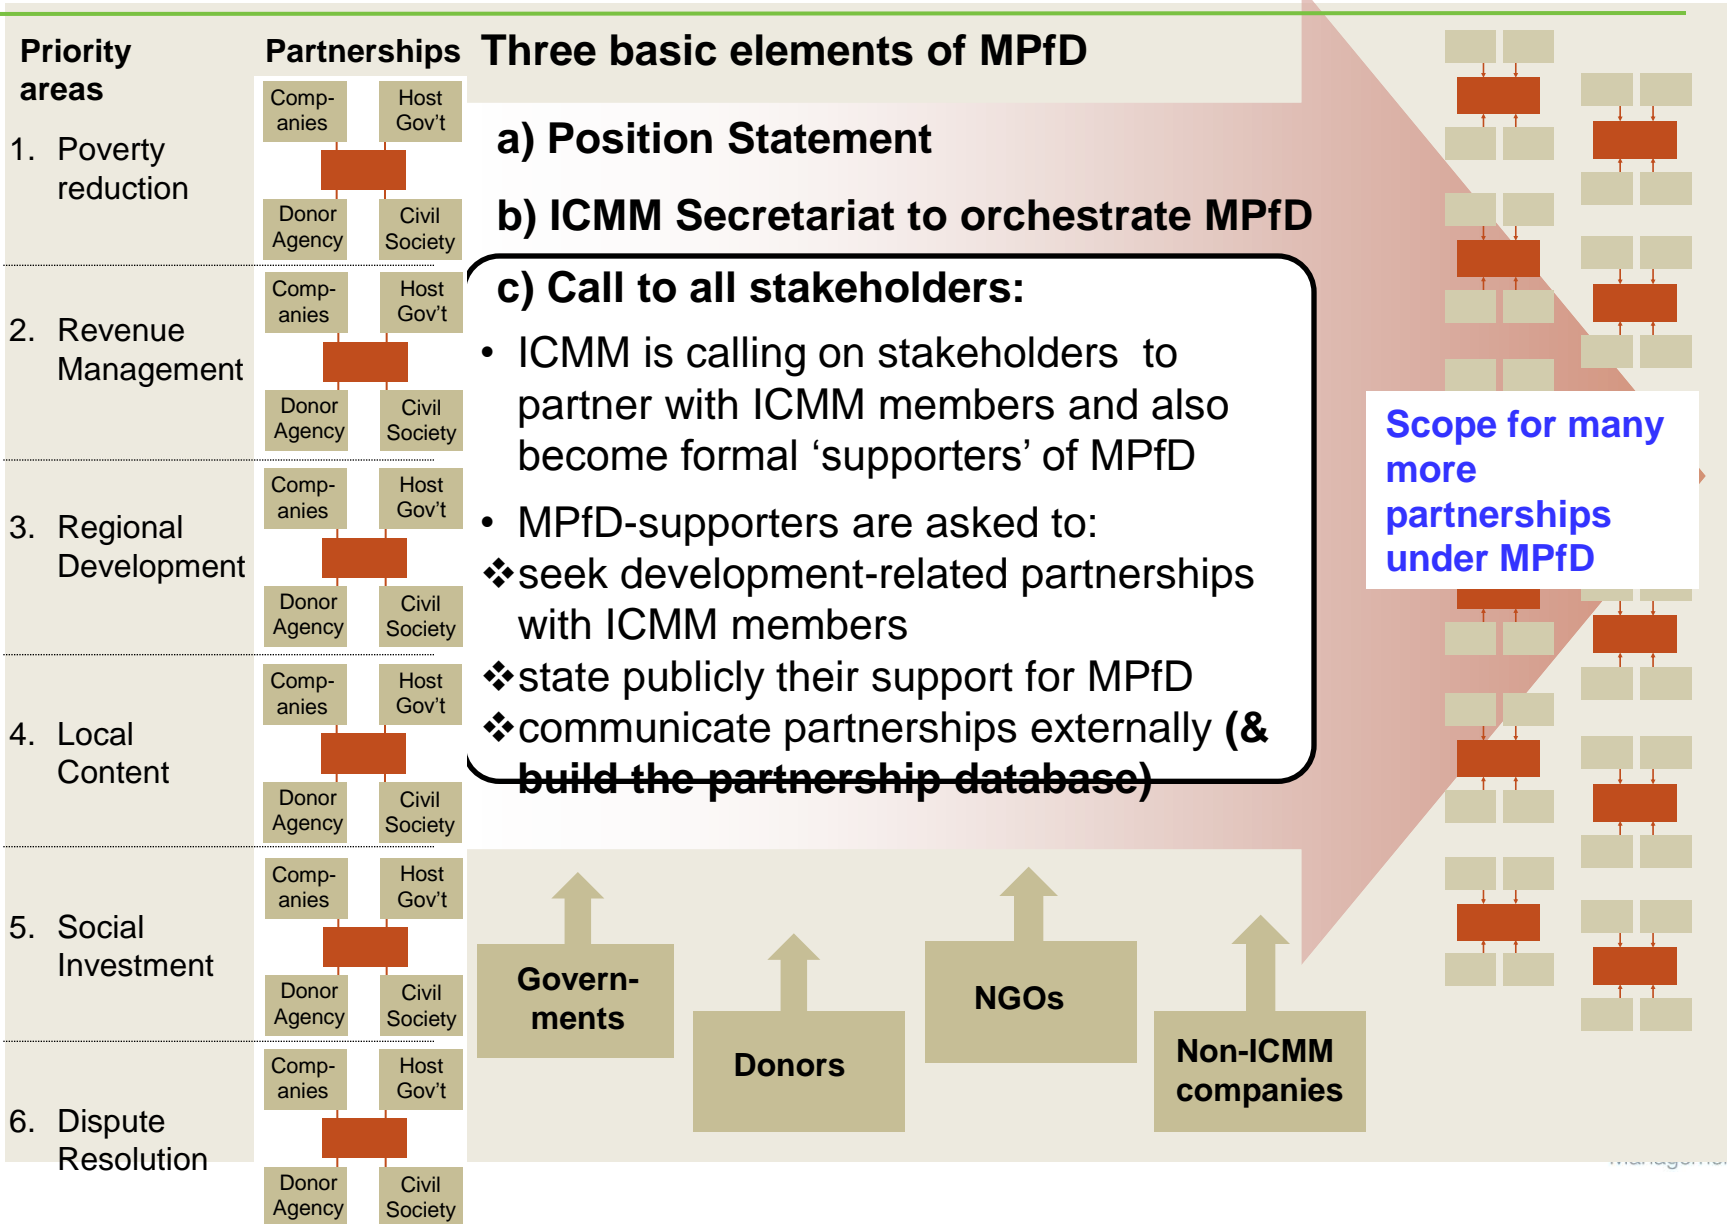 Priority
areas
Partnerships
Three basic elements of MPfD
1. Poverty
reduction
Comp-
anies
Host
Gov't
Donor
Agency
Civil
Society
2. Revenue
Management
Comp-
anies
Host
Gov't
Donor
Agency
Civil
Society
3. Regional
Development
Comp-
anies
Host
Gov't
Donor
Agency
Civil
Society
4. Local
Content
Comp-
anies
Host
Gov't
Donor
Agency
Civil
Society
5. Social
Investment
Comp-
anies
Host
Gov't
Donor
Agency
Civil
Society
6. Dispute
Resolution
Comp-
anies
Host
Gov't
Donor
Agency
Civil
Society
a) Position Statement
b) ICMM Secretariat to orchestrate MPfD
c) Call to all stakeholders:
• ICMM is calling on stakeholders to
partner with ICMM members and also
become formal ‘supporters’ of MPfD
• MPfD-supporters are asked to:
❖seek development-related partnerships
with ICMM members
❖state publicly their support for MPfD
❖communicate partnerships externally (&
build the partnership database)
Scope for many
more
partnerships
under MPfD
Govern-
ments
Donors
NGOs
Non-ICMM
companies